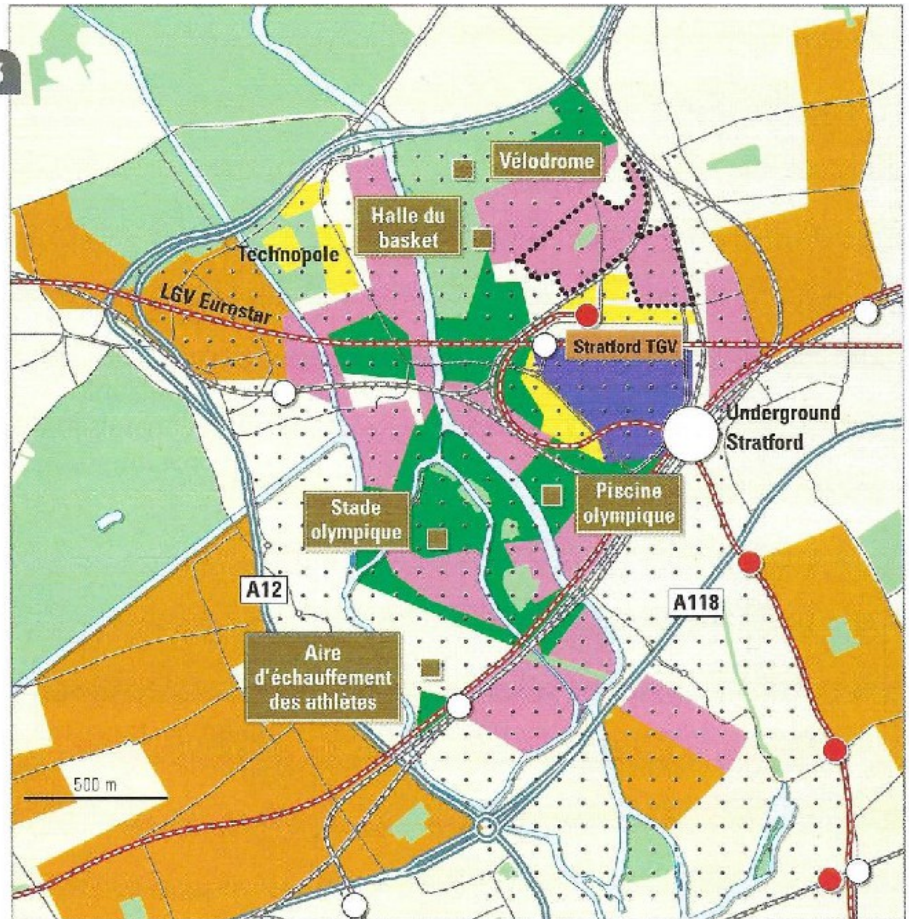 Vélodrome
Halle du
basket
Technopole
LGV Eurostar
Stratford TGV
Underground
Stratford
Stade
olympique
Piscine
olympique
A12
A118
Aire
d'échauffement
des athlètes
500 m